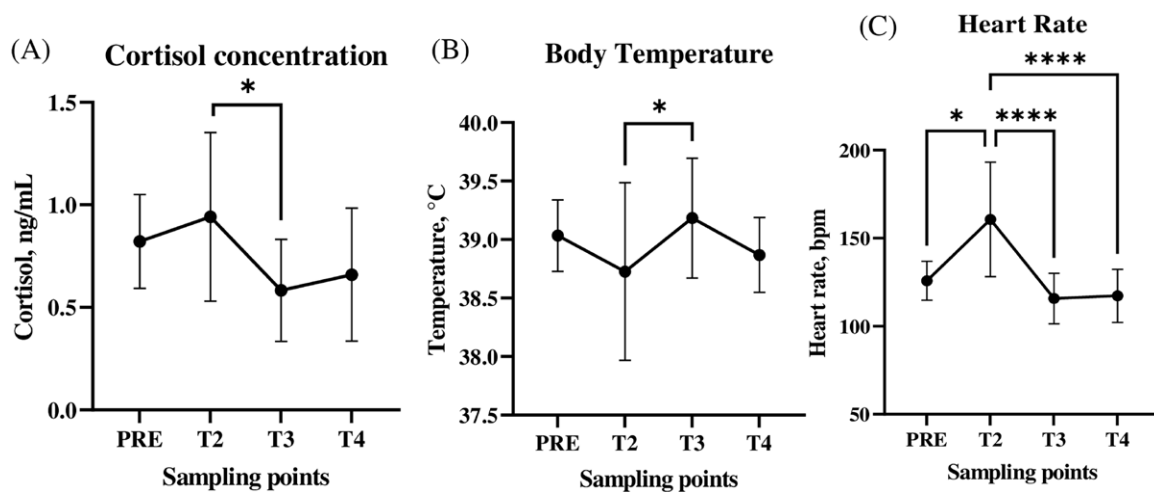 (A)
Cortisol concentration
*
Cortisol, ng/mL
1.5
1.0
0.5
0.0
PRE T2 T3 T4
Sampling points
(B)
Body Temperature
*
Temperature, °C
40.0
39.5
39.0
38.5
38.0
37.5
PRE T2 T3 T4
Sampling points
(C)
Heart Rate
****
* ****
Heart rate, bpm
200
150
100
50
PRE T2 T3 T4
Sampling points